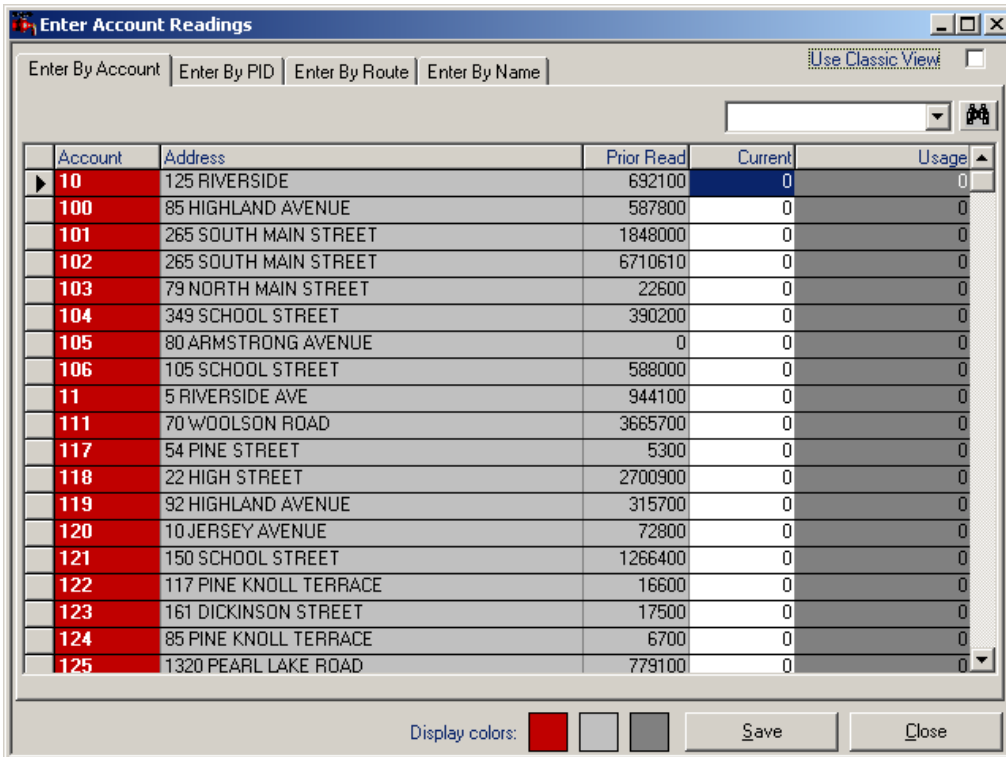 Enter Account Readings
Enter By Account Enter By PID Enter By Route Enter By Name Use Classic View
Account Address Prior Read Current Usage
10 125 RIVERSIDE 692100 0 0
100 85 HIGHLAND AVENUE 587800 0 0
101 265 SOUTH MAIN STREET 1848000 0 0
102 265 SOUTH MAIN STREET 6710610 0 0
103 79 NORTH MAIN STREET 22600 0 0
104 349 SCHOOL STREET 390200 0 0
105 80 ARMSTRONG AVENUE 0 0 0
106 105 SCHOOL STREET 588000 0 0
11 5 RIVERSIDE AVE 944100 0 0
111 70 WOOLSON ROAD 3665700 0 0
117 54 PINE STREET 5300 0 0
118 22 HIGH STREET 2700900 0 0
119 92 HIGHLAND AVENUE 315700 0 0
120 10 JERSEY AVENUE 72800 0 0
121 150 SCHOOL STREET 1266400 0 0
122 117 PINE KNOLL TERRACE 16600 0 0
123 161 DICKINSON STREET 17500 0 0
124 85 PINE KNOLL TERRACE 6700 0 0
125 1320 PEARL LAKE ROAD 779100 0 0
Display colors: Save Close